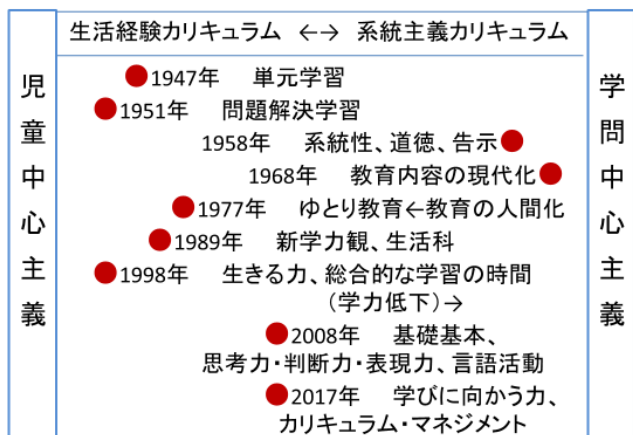 生活経験カリキュラム ←→ 系統主義カリキュラム
児童中心主義
1947年 単元学習
1951年 問題解決学習
1958年 系統性、道徳、告示
1968年 教育内容の現代化
1977年 ゆとり教育←教育の人間化
1989年 新学力観、生活科
1998年 生きる力、総合的な学習の時間
（学力低下）→
2008年 基礎基本、
思考力・判断力・表現力、言語活動
2017年 学びに向かう力、
カリキュラム・マネジメント
学問中心主義